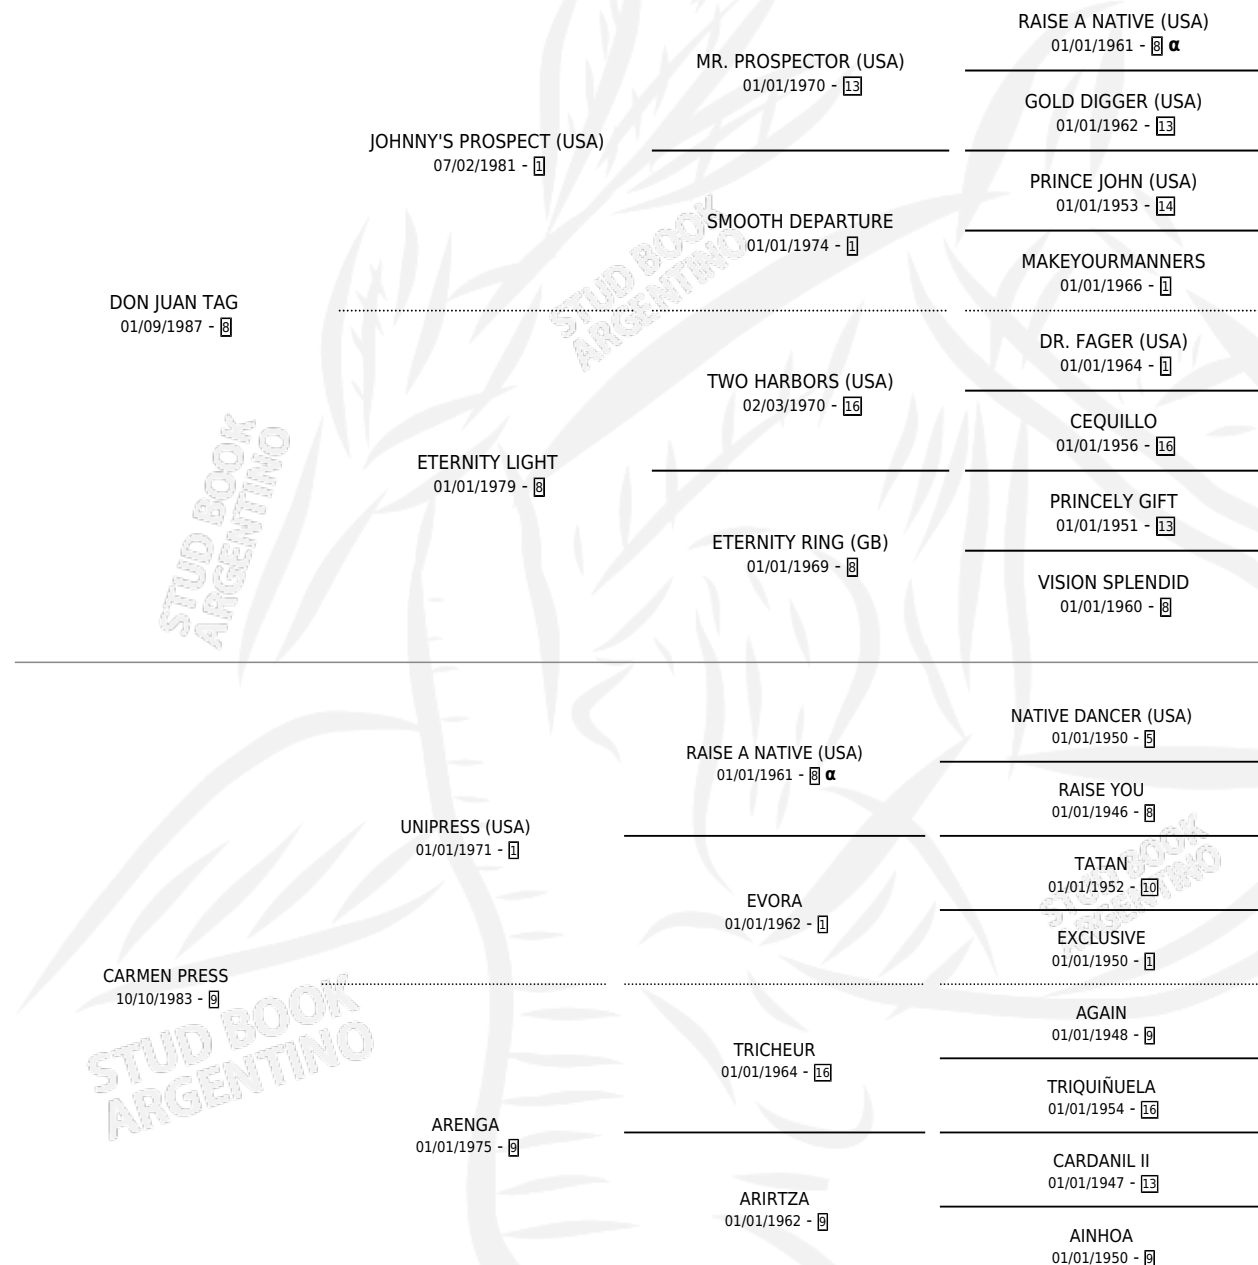 RAISE A NATIVE (USA)
01/01/1961 - 8 α
MR. PROSPECTOR (USA)
01/01/1970 - 13
GOLD DIGGER (USA)
01/01/1962 - 13
JOHNNY'S PROSPECT (USA)
07/02/1981 - 1
PRINCE JOHN (USA)
01/01/1953 - 14
SMOOTH DEPARTURE
01/01/1974 - 1
MAKEYOURMANNERS
01/01/1966 - 1
DON JUAN TAG
01/09/1987 - 8
DR. FAGER (USA)
01/01/1964 - 1
TWO HARBORS (USA)
02/03/1970 - 16
CEQUILLO
01/01/1956 - 16
ETERNITY LIGHT
01/01/1979 - 8
PRINCELY GIFT
01/01/1951 - 13
ETERNITY RING (GB)
01/01/1969 - 8
VISION SPLENDID
01/01/1960 - 8
NATIVE DANCER (USA)
01/01/1950 - 5
RAISE A NATIVE (USA)
01/01/1961 - 8 α
RAISE YOU
01/01/1946 - 8
UNIPRESS (USA)
01/01/1971 - 1
TATAN
01/01/1952 - 10
EVORA
01/01/1962 - 1
EXCLUSIVE
01/01/1950 - 1
CARMEN PRESS
10/10/1983 - 9
AGAIN
01/01/1948 - 9
TRICHEUR
01/01/1964 - 16
TRIQUIÑUELA
01/01/1954 - 16
ARENGA
01/01/1975 - 9
CARDANIL II
01/01/1947 - 13
ARIRTZA
01/01/1962 - 9
AINHOA
01/01/1950 - 9
STUD BOOK
ARGENTINO
STUD BOOK
ARGENTINO
STUD BOOK
ARGENTINO
STUD BOOK
ARGENTINO